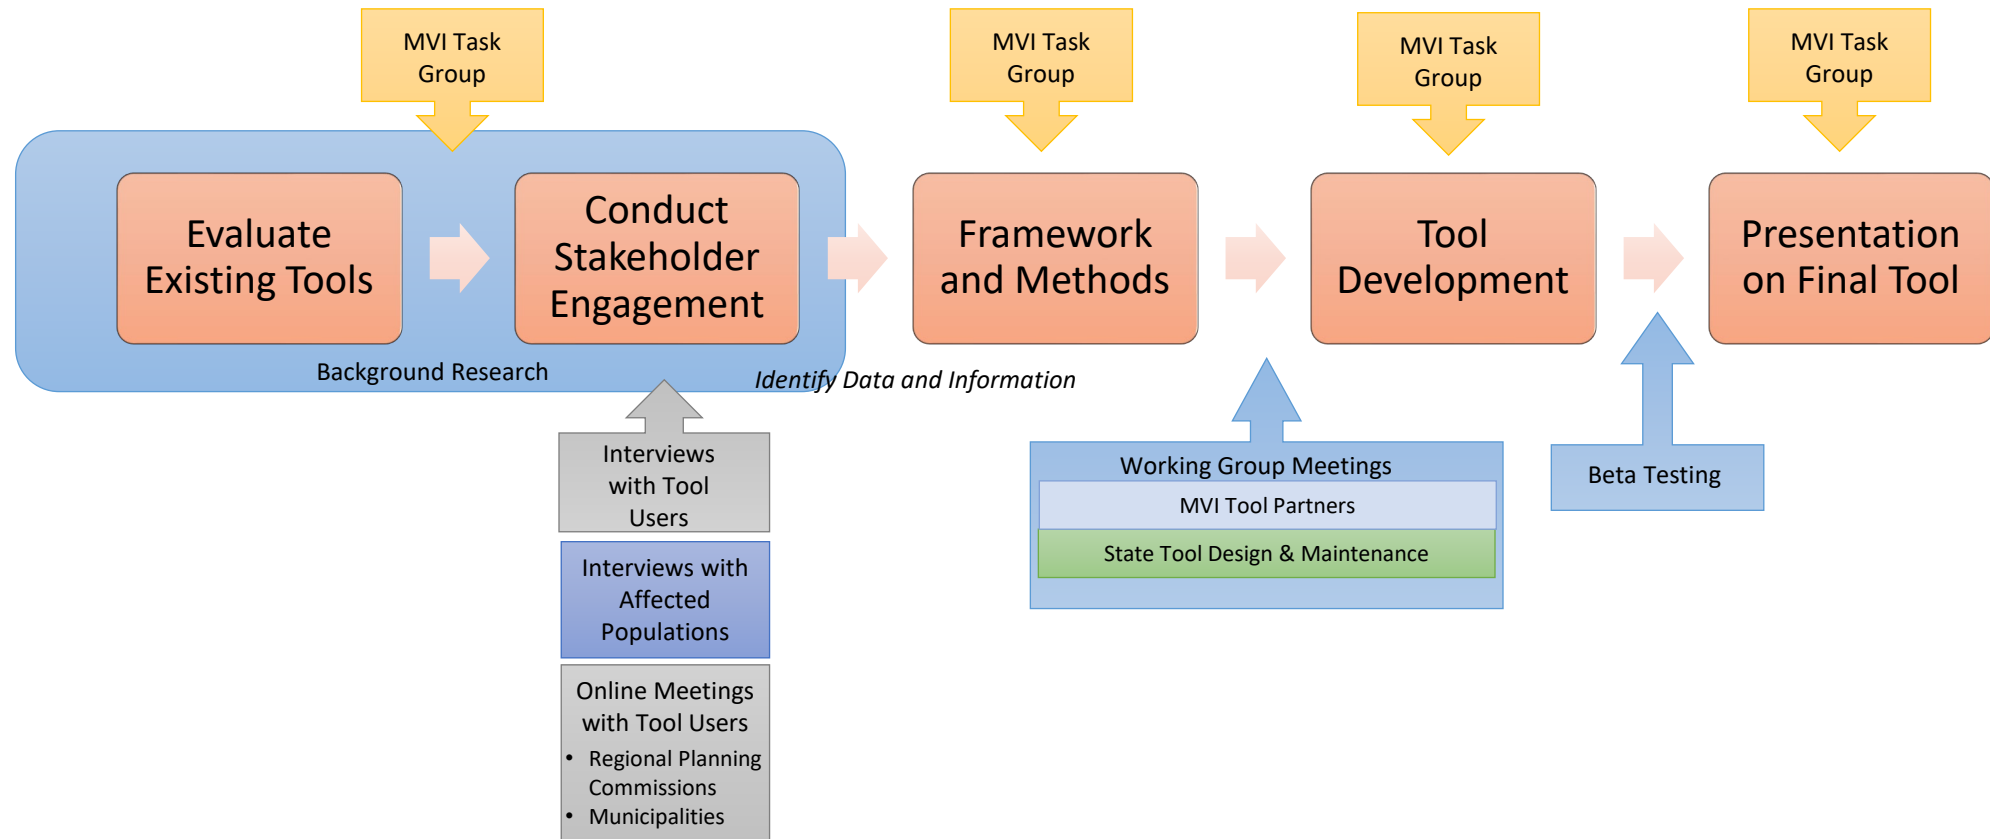 MVI Task
Group
MVI Task
Group
MVI Task
Group
MVI Task
Group
Evaluate
Existing Tools
Conduct
Stakeholder
Engagement
Framework
and Methods
Tool
Development
Presentation
on Final Tool
Background Research
Identify Data and Information
Interviews
with Tool
Users
Interviews with
Affected
Populations
Online Meetings
with Tool Users
• Regional Planning
Commissions
• Municipalities
Working Group Meetings
MVI Tool Partners
State Tool Design & Maintenance
Beta Testing